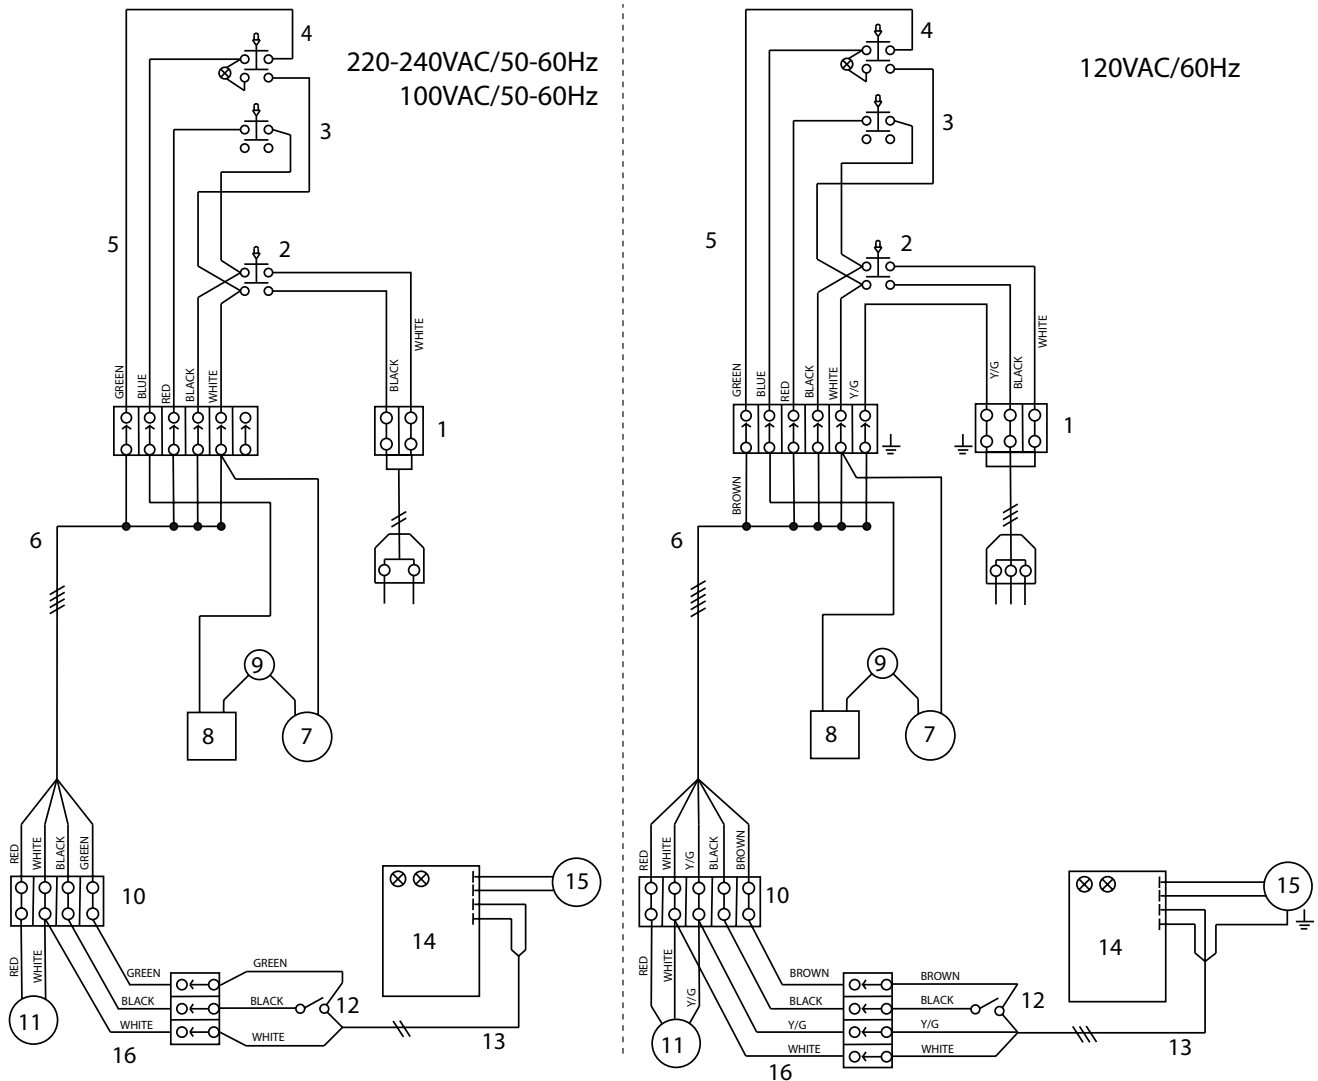 4
220-240VAC/50-60Hz
100VAC/50-60Hz
3
5
2
GREEN
BLUE
RED
BLACK
WHITE
BLACK
WHITE
1
6
9
8
7
RED
WHITE
BLACK
GREEN
10
RED
WHITE
11
GREEN
BLACK
WHITE
16
GREEN
BLACK
WHITE
12
13
14
15
4
120VAC/60Hz
3
5
2
GREEN
BLUE
RED
BLACK
WHITE
Y/G
Y/G
BLACK
WHITE
1
BROWN
6
9
8
7
RED
WHITE
Y/G
BLACK
BROWN
10
RED
WHITE
Y/G
11
BROWN
BLACK
Y/G
WHITE
16
BROWN
BLACK
Y/G
WHITE
12
13
14
15